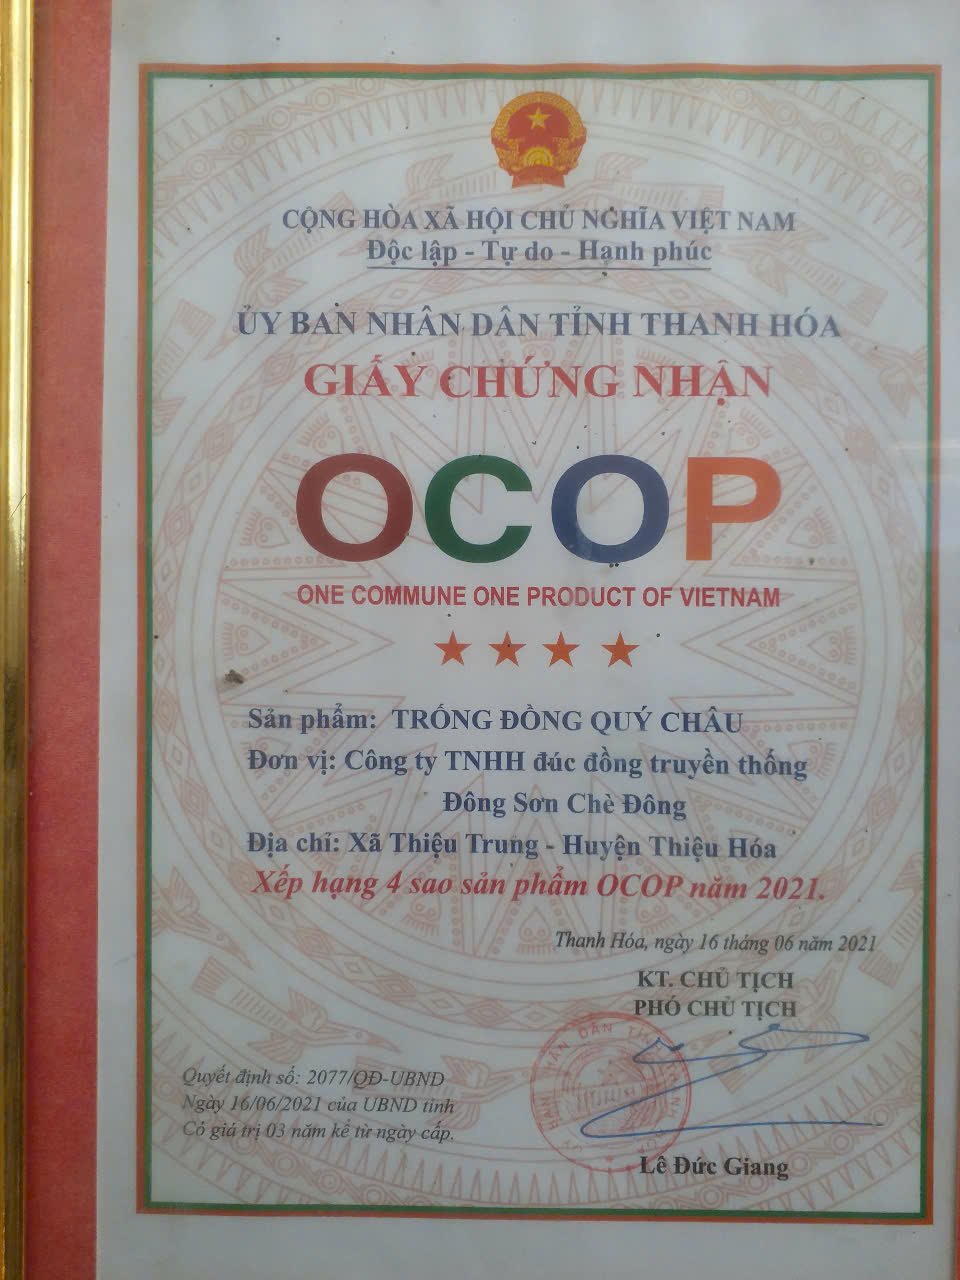 CỘNG HÒA XÃ HỘI CHỦ NGHĨA VIỆT NAM
Độc lập - Tự do - Hạnh phúc
ỦY BAN NHÂN DÂN TỈNH THANH HÓA
GIẤY CHỨNG NHẬN
OCOP
ONE COMMUNE ONE PRODUCT OF VIETNAM
Sản phẩm: TRỐNG ĐỒNG QUÝ CHÂU
Đơn vị: Công ty TNHH đúc đồng truyền thống
Đông Sơn Chè Đông
Địa chỉ: Xã Thiệu Trung - Huyện Thiệu Hóa
Xếp hạng 4 sao sản phẩm OCOP năm 2021.
Thanh Hóa, ngày 16 tháng 06 năm 2021
KT. CHỦ TỊCH
PHÓ CHỦ TỊCH
Quyết định số: 2077/QĐ-UBND
Ngày 16/06/2021 của UBND tỉnh
Có giá trị 03 năm kể từ ngày cấp.
Lê Đức Giang